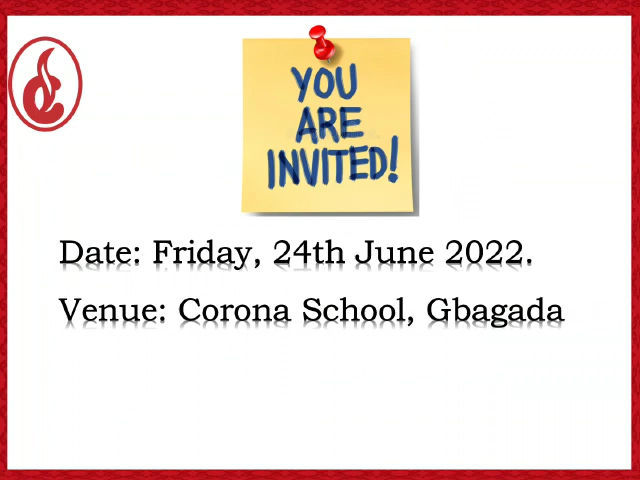 YOU
ARE
INVITED!
Date: Friday, 24th June 2022.
Venue: Corona School, Gbagada